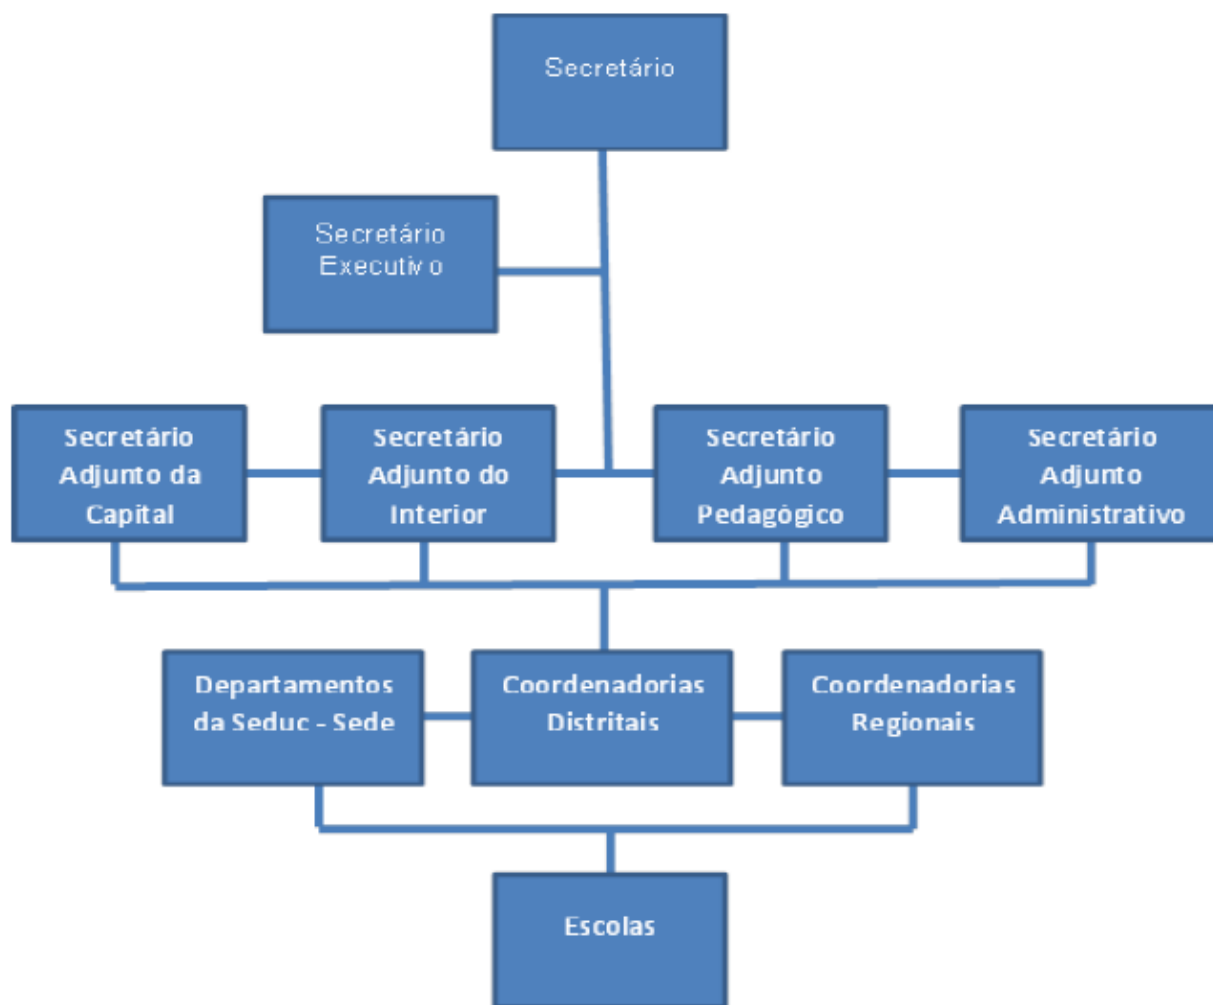 Secretário
Secretário
Executivo
Secretário
Adjunto da
Capital
Secretário
Adjunto do
Interior
Secretário
Adjunto
Pedagógico
Secretário
Adjunto
Administrativo
Departamentos
da Seduc - Sede
Coordenadorias
Distritais
Coordenadorias
Regionais
Escolas